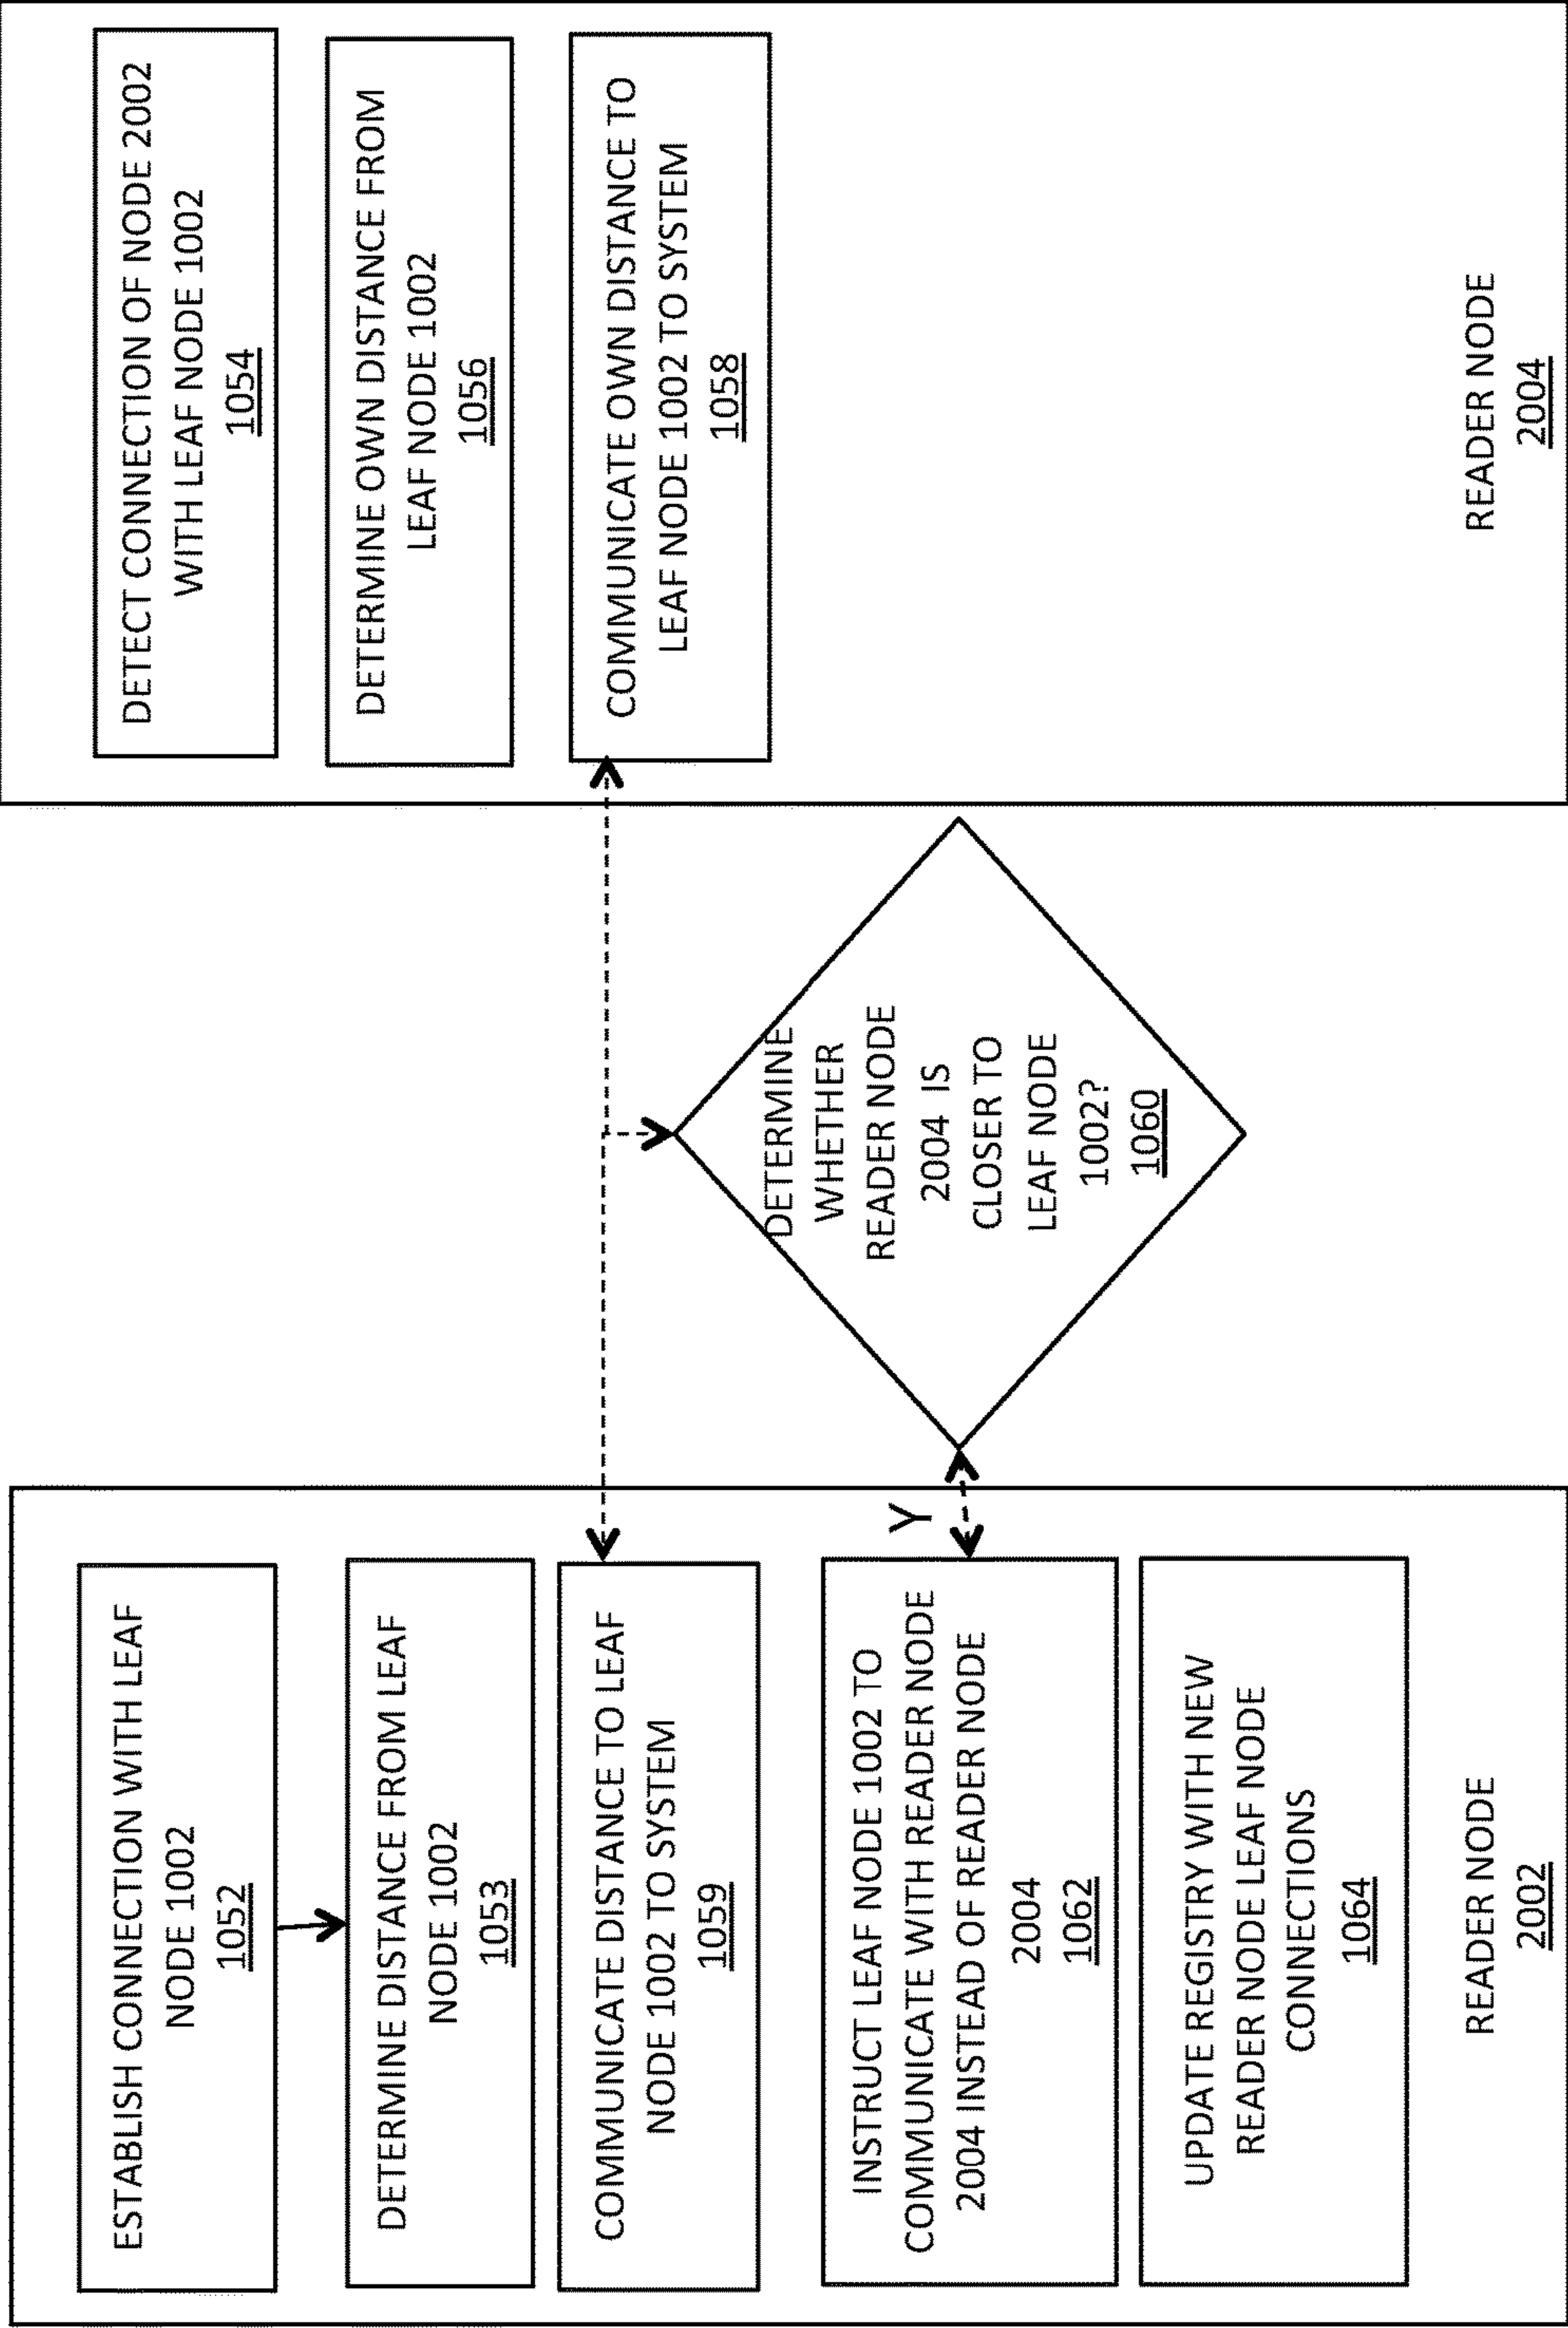 ESTABLISH CONNECTION WITH LEAF
NODE 1002
1052
DETERMINE DISTANCE FROM LEAF
NODE 1002
1053
COMMUNICATE DISTANCE TO LEAF
NODE 1002 TO SYSTEM
1059
INSTRUCT LEAF NODE 1002 TO
COMMUNICATE WITH READER NODE
2004 INSTEAD OF READER NODE
2004
1062
UPDATE REGISTRY WITH NEW
READER NODE LEAF NODE
CONNECTIONS
1064
READER NODE
2002
Y
DETERMINE
WHETHER
READER NODE
2004 IS
CLOSER TO
LEAF NODE
1002?
1060
DETECT CONNECTION OF NODE 2002
WITH LEAF NODE 1002
1054
DETERMINE OWN DISTANCE FROM
LEAF NODE 1002
1056
COMMUNICATE OWN DISTANCE TO
LEAF NODE 1002 TO SYSTEM
1058
READER NODE
2004